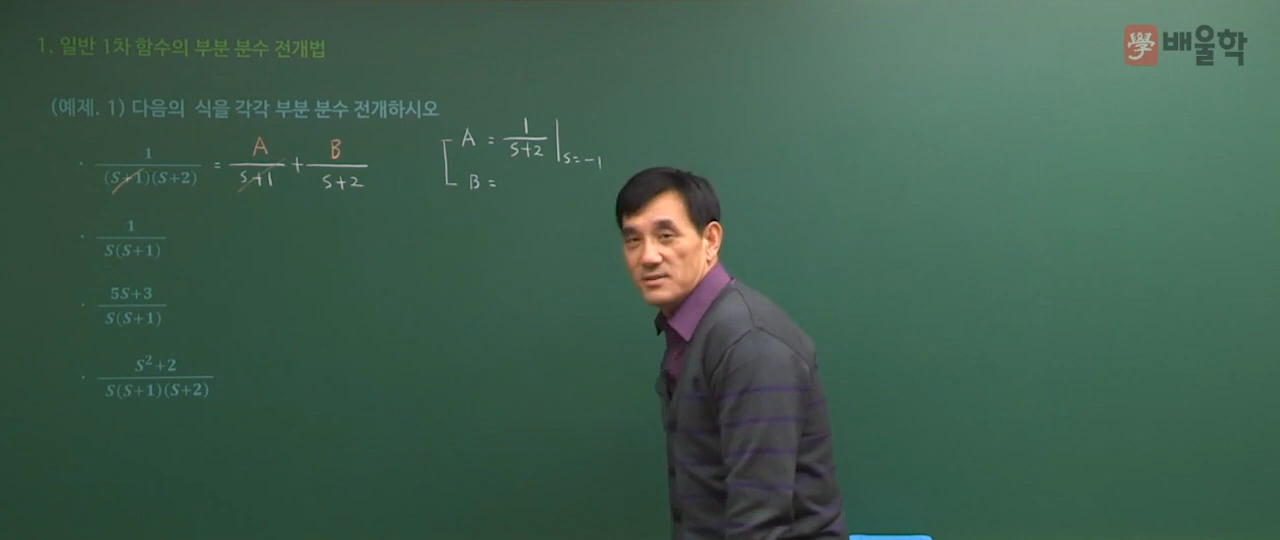 1. 일반 1차 함수의 부분 분수 전개법
學 배울학
(예제. 1) 다음의 식을 각각 부분 분수 전개하시오
· 1/((S+1)(S+2)) = A/(S+1) + B/(S+2)
A = 1/(S+2) |S=-1
B =
· 1/(S(S+1))
· (5S+3)/(S(S+1))
· (S²+2)/(S(S+1)(S+2))